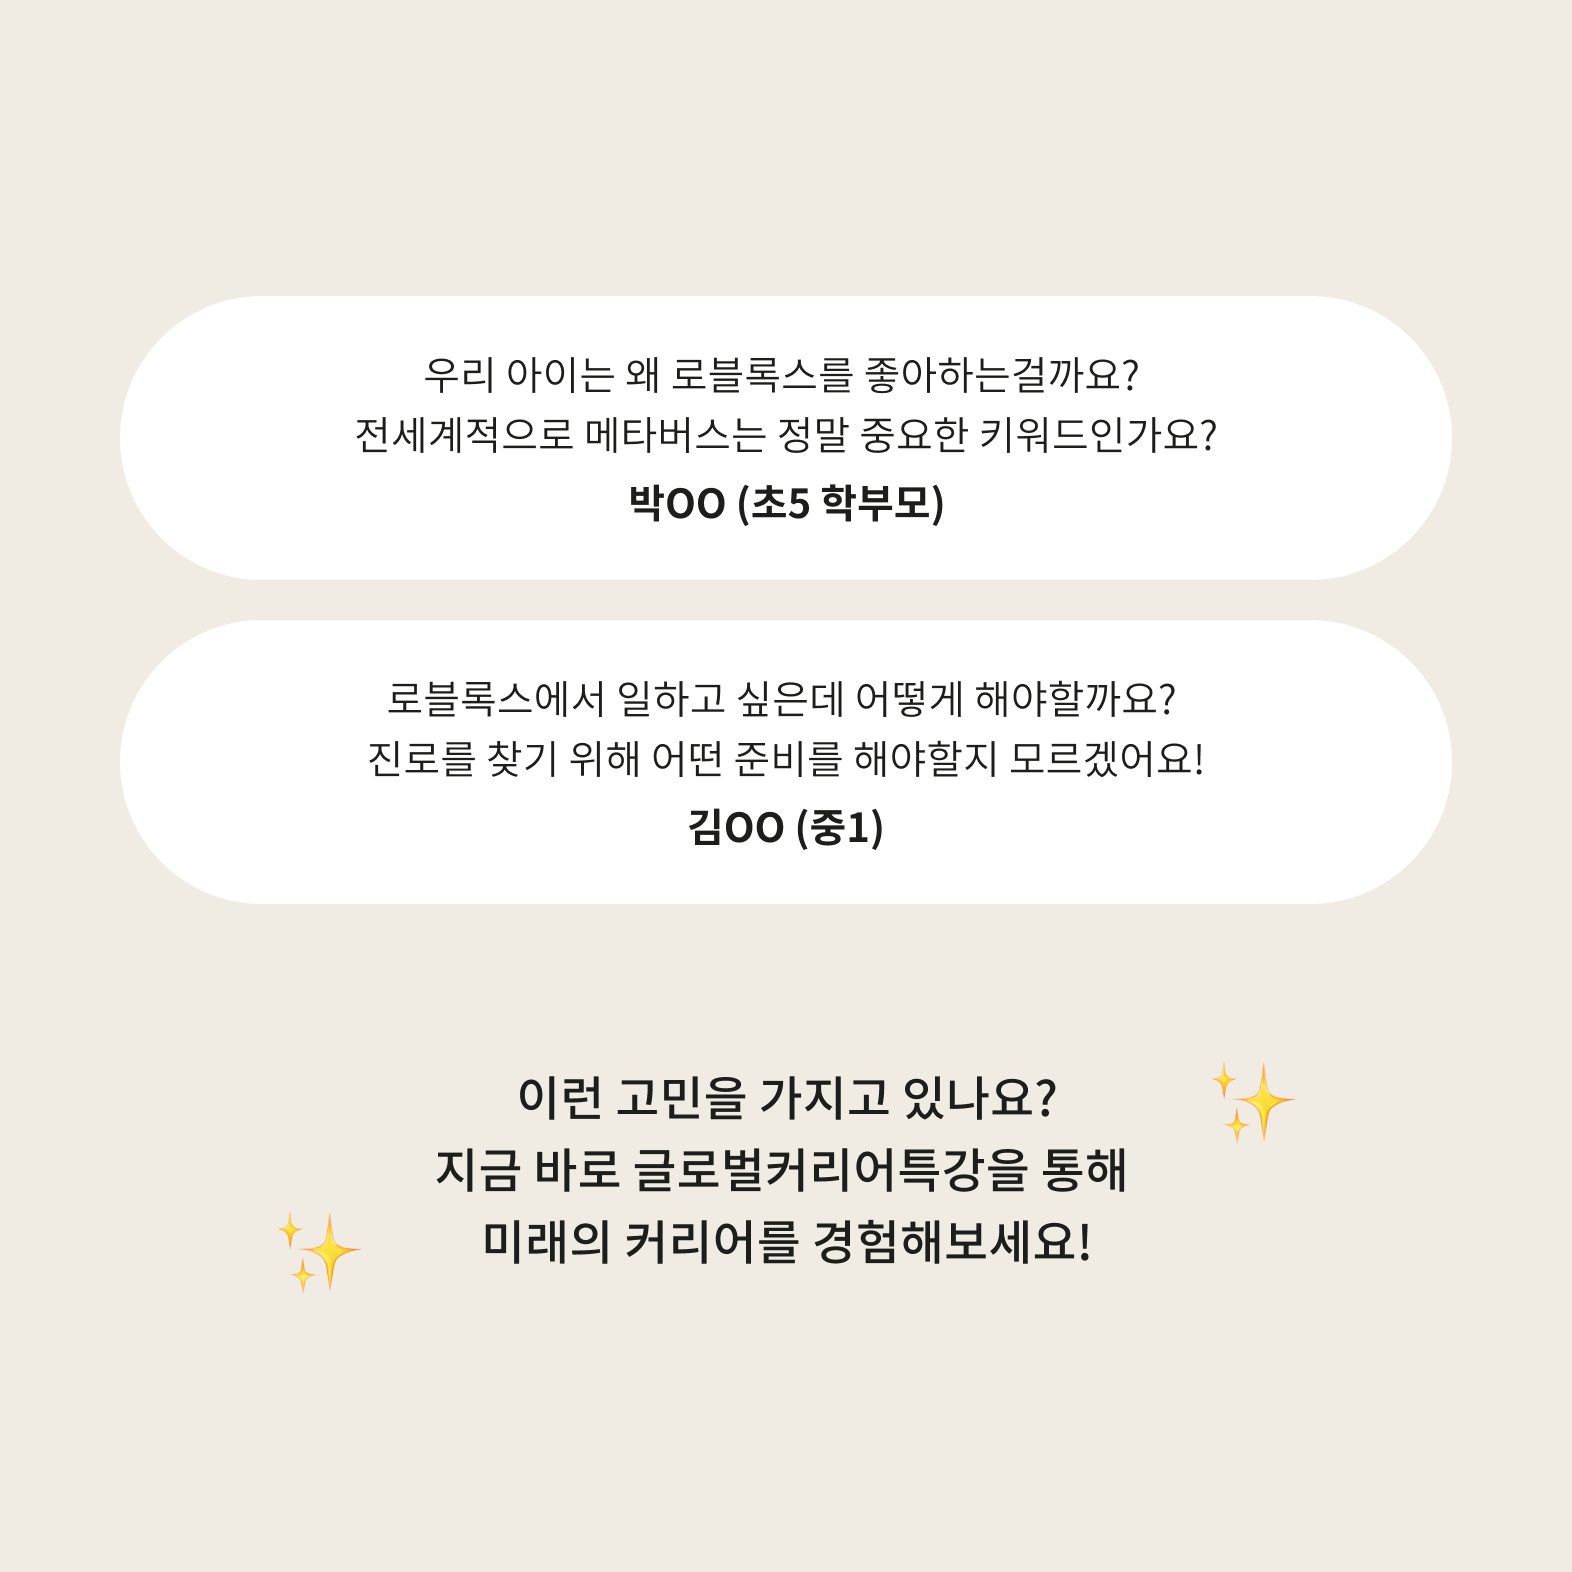 우리 아이는 왜 로블록스를 좋아하는걸까요?
전세계적으로 메타버스는 정말 중요한 키워드인가요?
박OO (초5 학부모)
로블록스에서 일하고 싶은데 어떻게 해야할까요?
진로를 찾기 위해 어떤 준비를 해야할지 모르겠어요!
김OO (중1)
이런 고민을 가지고 있나요?
지금 바로 글로벌커리어특강을 통해
미래의 커리어를 경험해보세요!